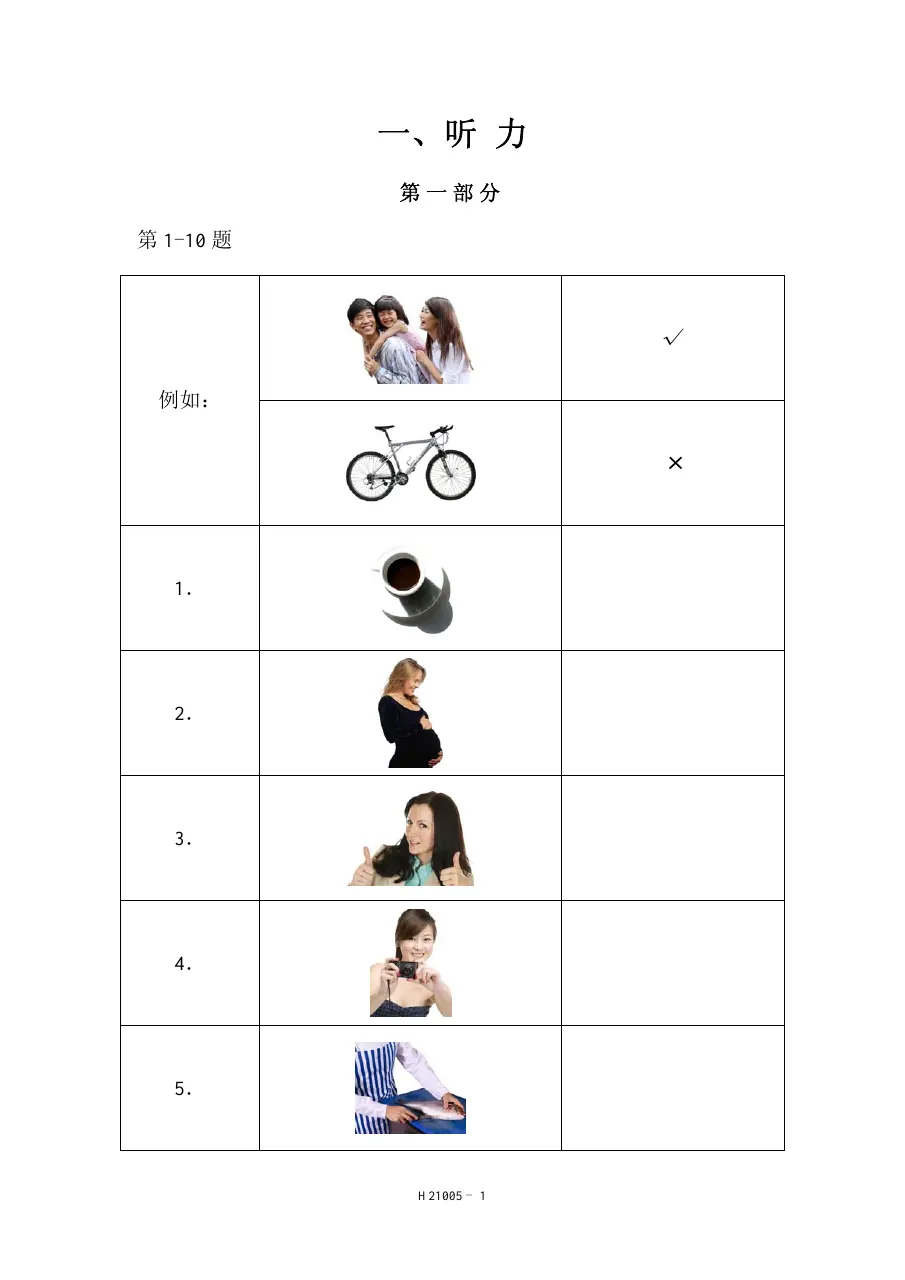 一、听 力
第 一 部 分
第 1-10 题
例如： √
×
1.
2.
3.
4.
5.
H21005 - 1